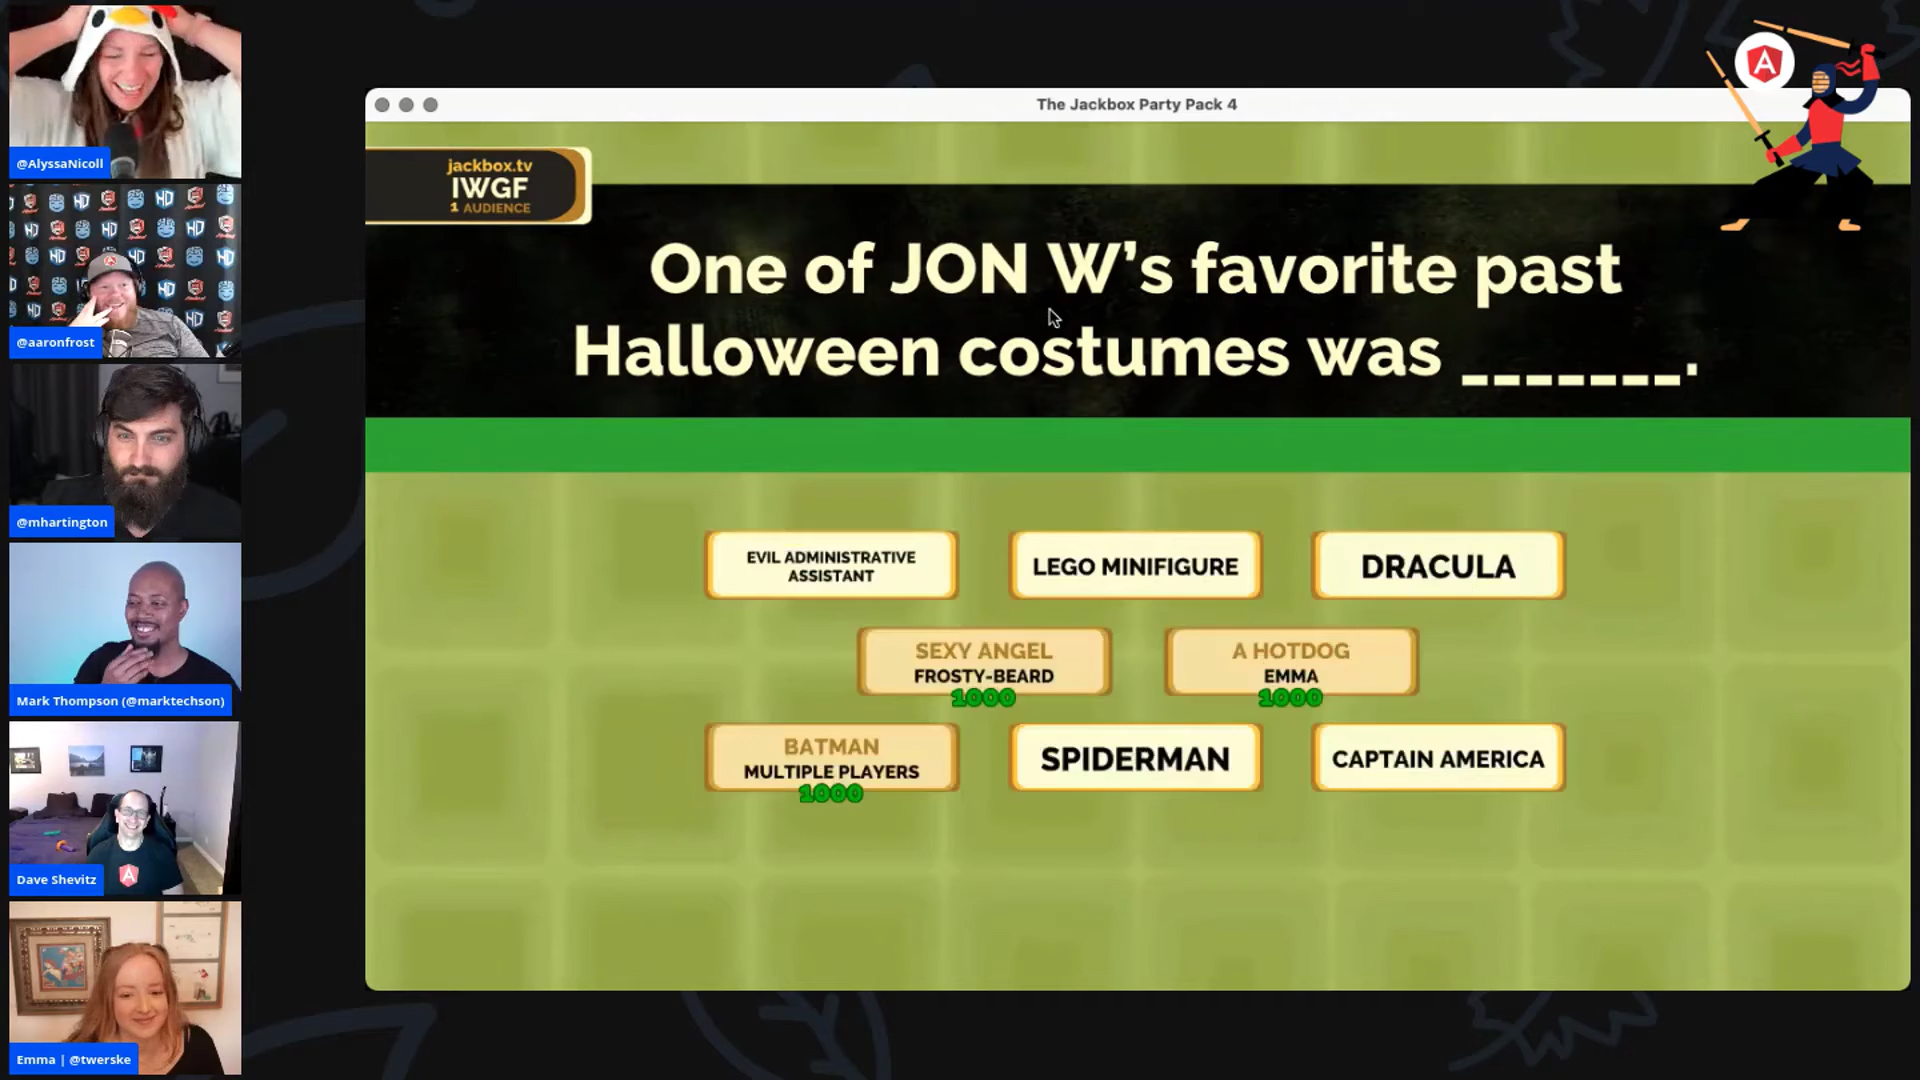 The Jackbox Party Pack 4
jackbox.tv
IWGF
1 AUDIENCE
One of JON W's favorite past
Halloween costumes was _______.
EVIL ADMINISTRATIVE
ASSISTANT
LEGO MINIFIGURE
DRACULA
SEXY ANGEL
FROSTY-BEARD
1000
A HOTDOG
EMMA
1000
BATMAN
MULTIPLE PLAYERS
1000
SPIDERMAN
CAPTAIN AMERICA
@AlyssaNicoll
@aaronfrost
@mhartington
Mark Thompson (@marktechson)
Dave Shevitz
Emma | @twerske
A
HD